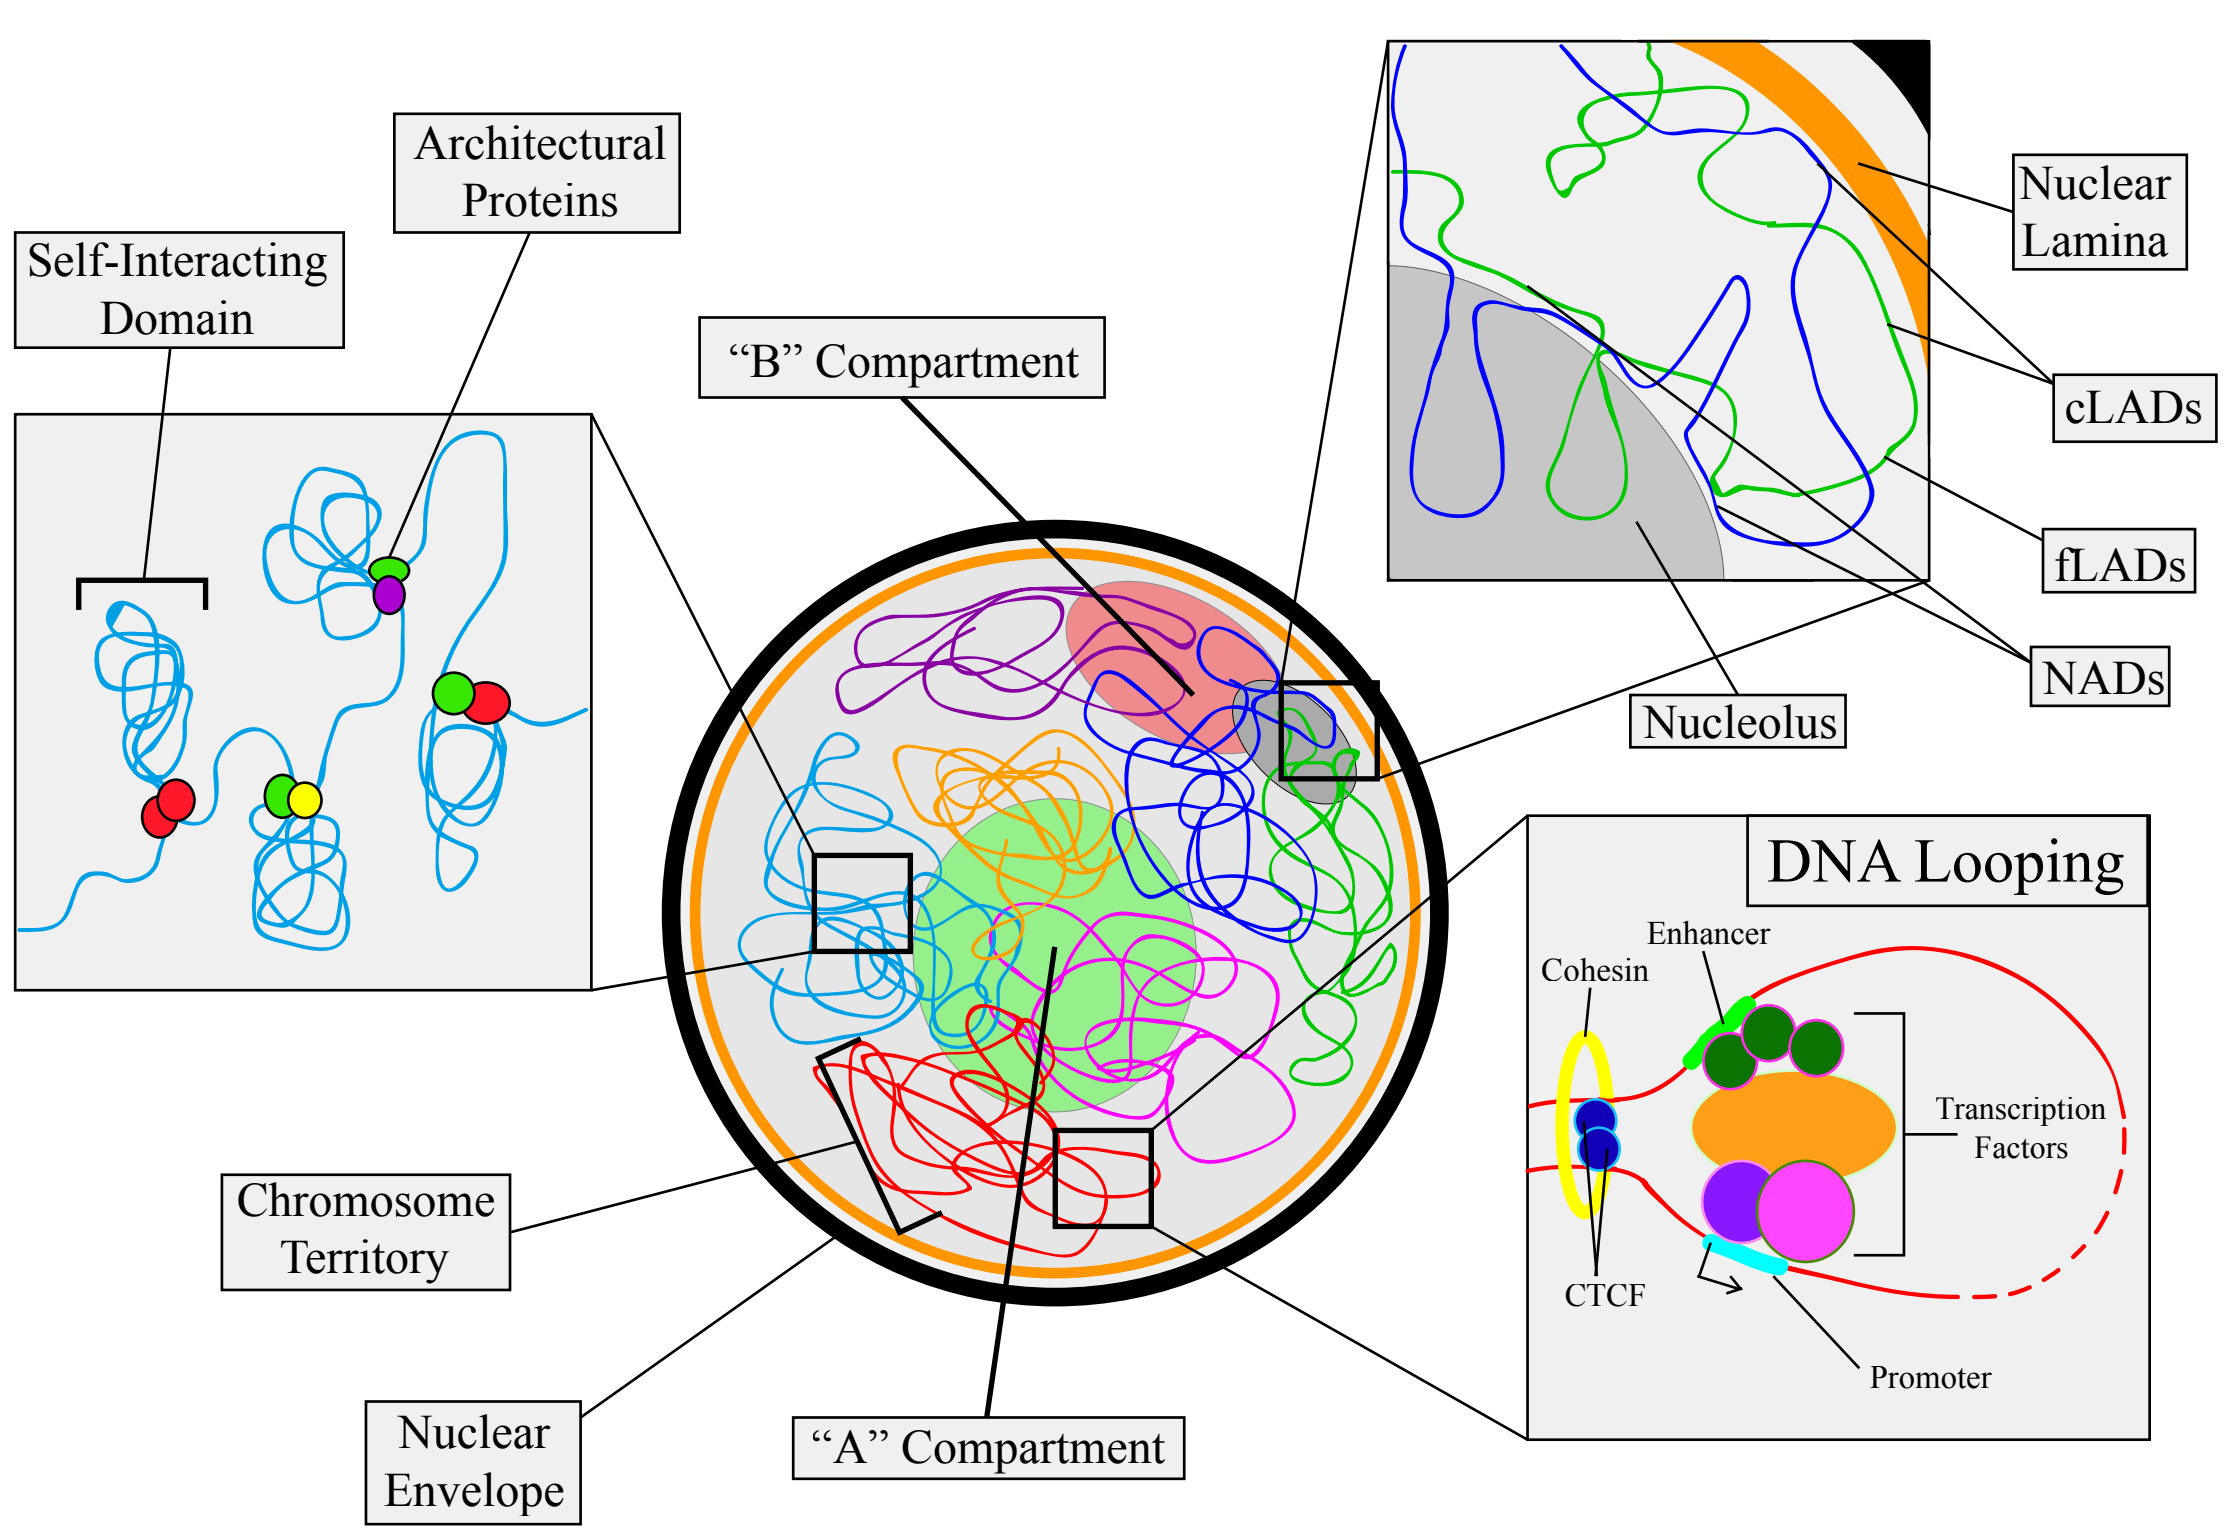 Architectural
Proteins
Self-Interacting
Domain
“B” Compartment
Nuclear
Lamina
cLADs
fLADs
NADs
Nucleolus
DNA Looping
Enhancer
Cohesin
Transcription
Factors
CTCF
Promoter
Chromosome
Territory
Nuclear
Envelope
“A” Compartment